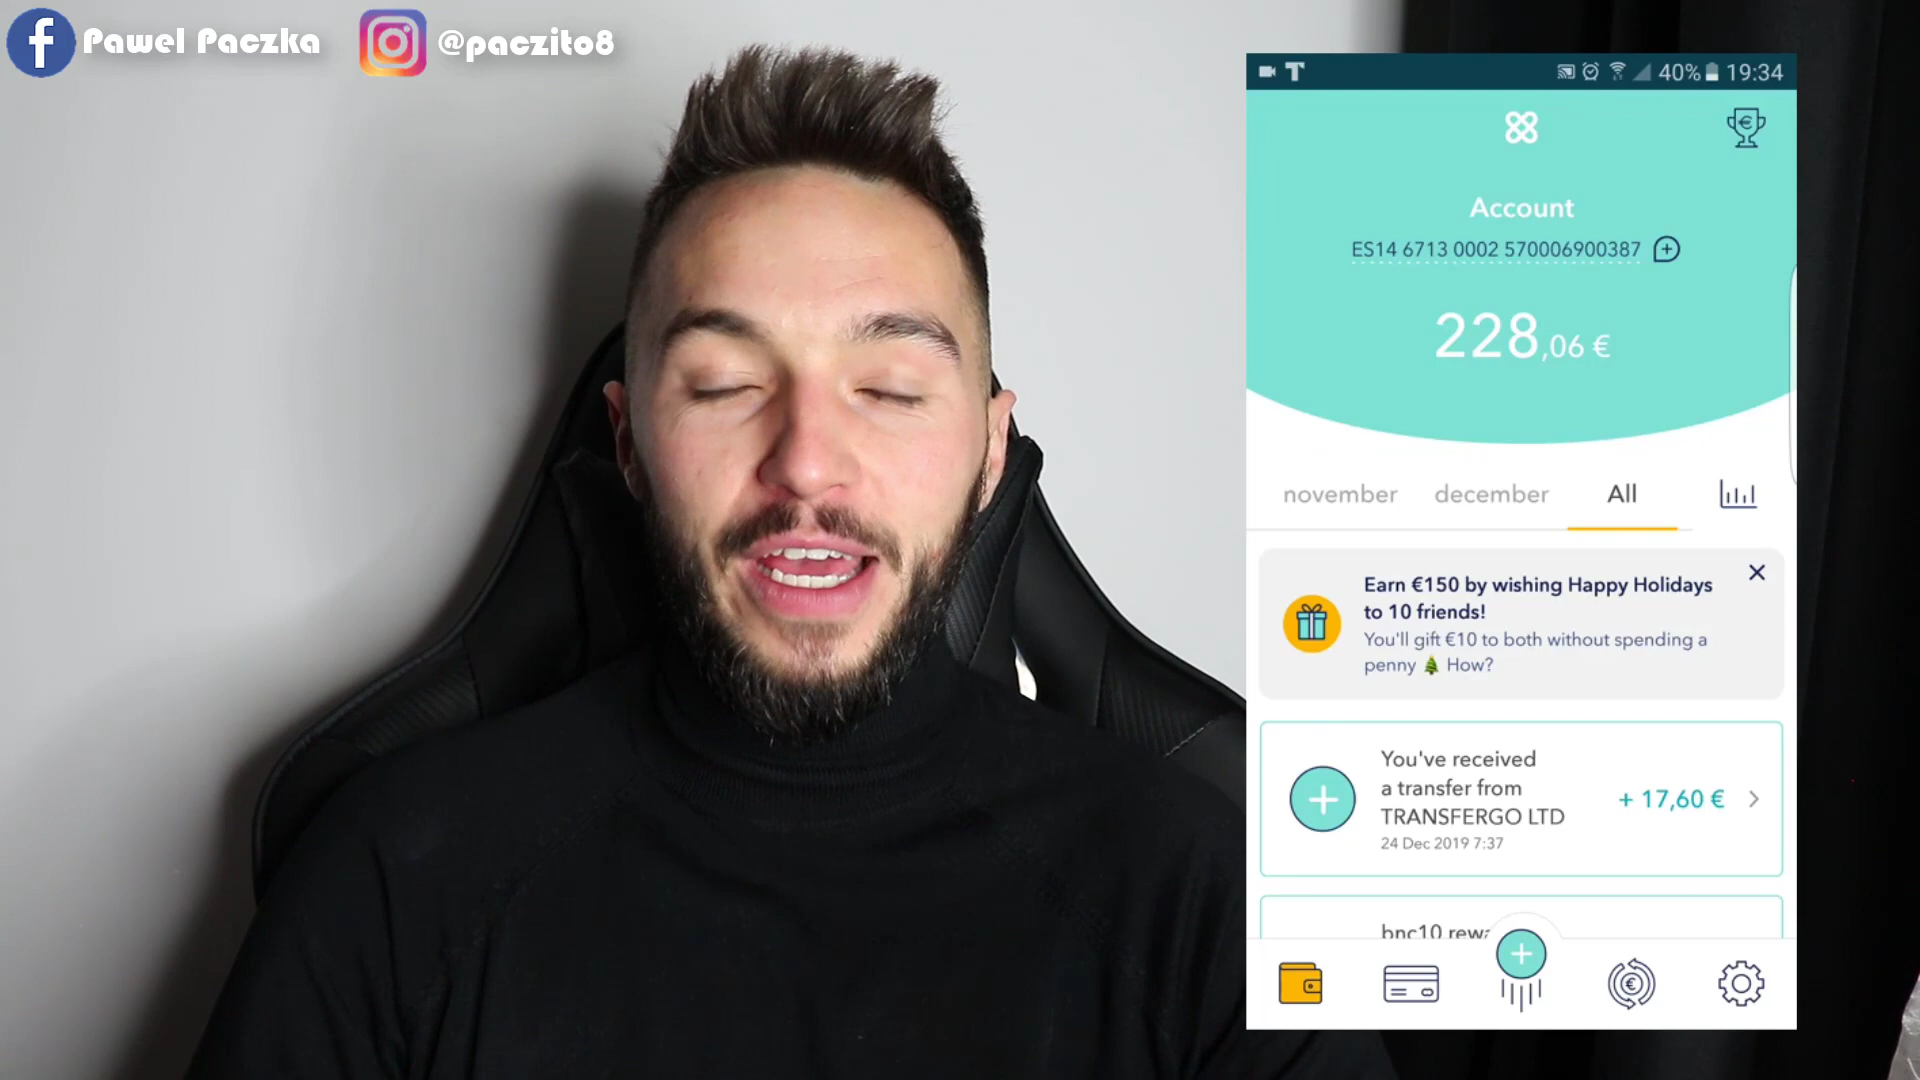 Pawel Paczka
@paczito8
40% 19:34
Account
ES14 6713 0002 570006900387
228,06 €
november december All
Earn €150 by wishing Happy Holidays
to 10 friends!
You'll gift €10 to both without spending a
penny 🎄 How?
You've received
a transfer from
TRANSFERGO LTD
+ 17,60 €
24 Dec 2019 7:37
bnc10